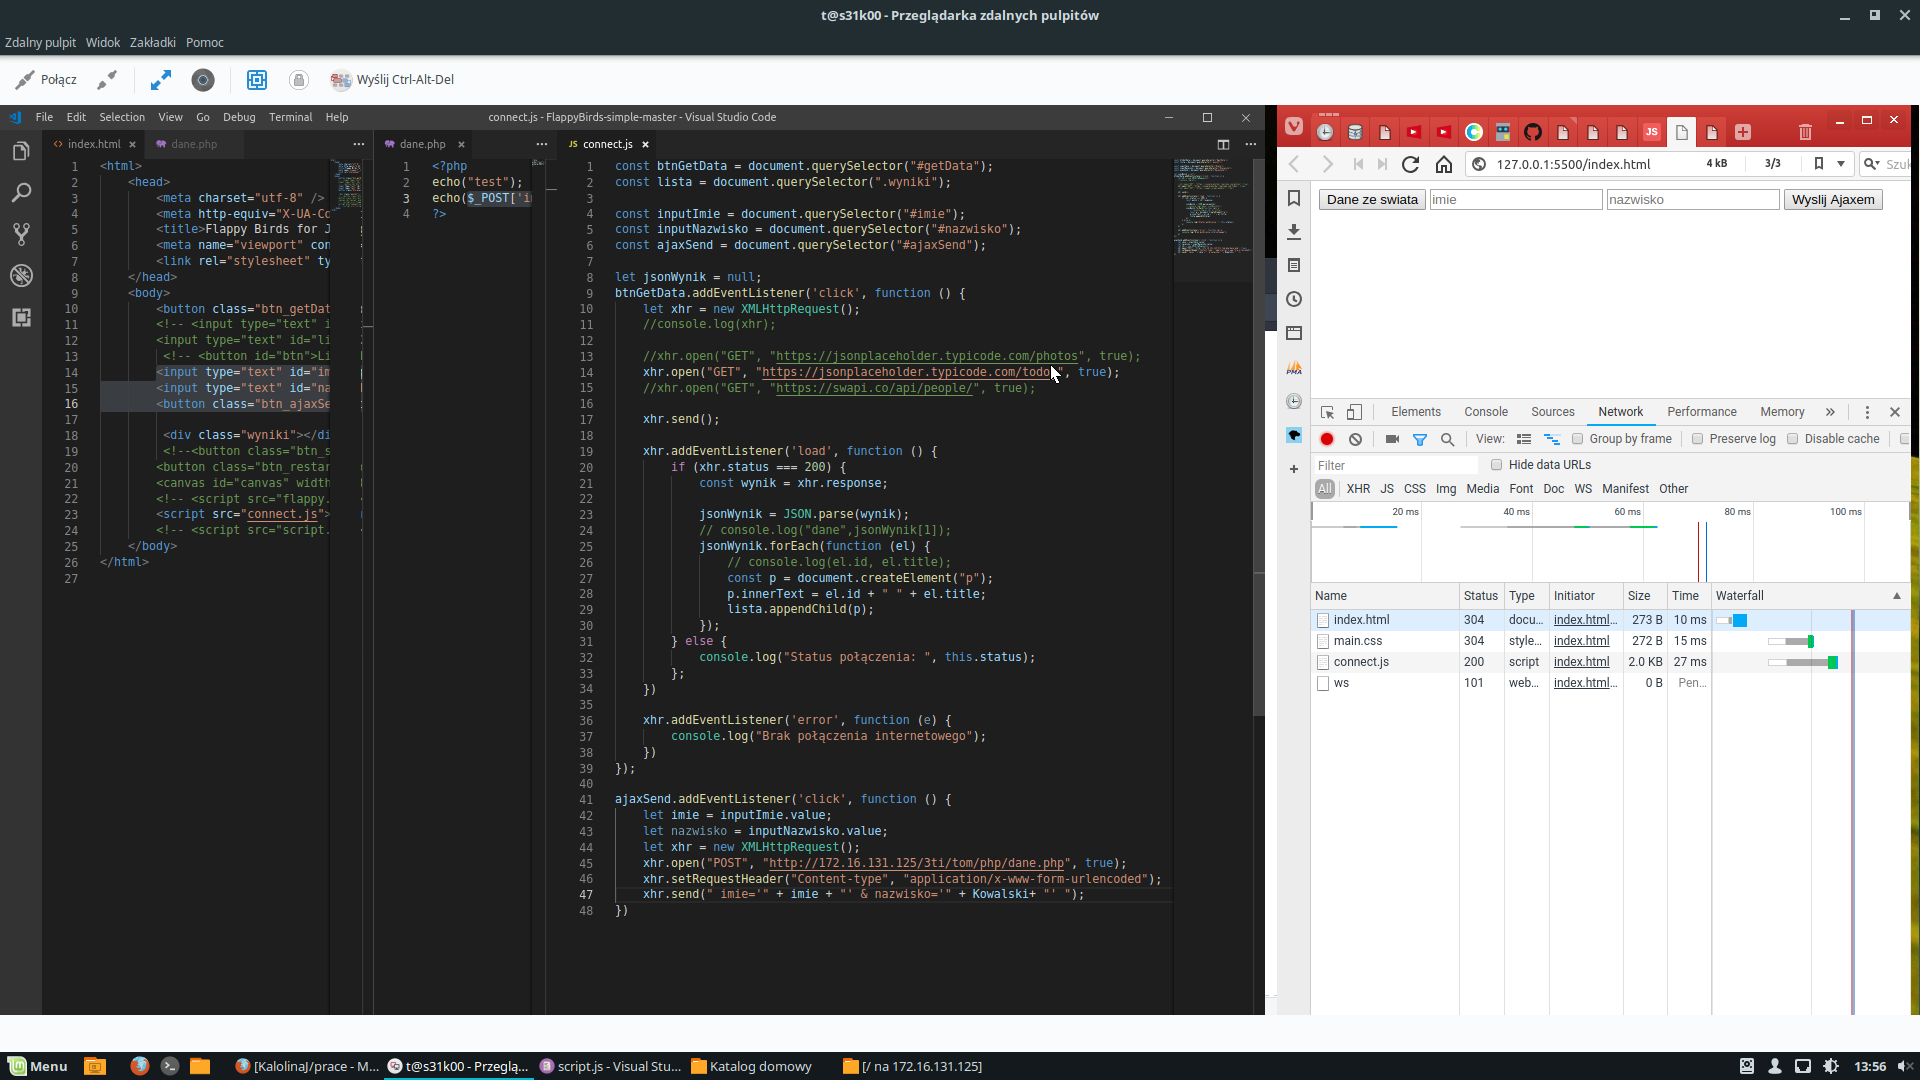 t@s31k00 - Przeglądarka zdalnych pulpitów
Zdalny pulpit Widok Zakładki Pomoc
Połącz Wyślij Ctrl-Alt-Del
File Edit Selection View Go Debug Terminal Help connect.js - FlappyBirds-simple-master - Visual Studio Code
index.html dane.php
1 <html>
2 <head>
3 <meta charset="utf-8" />
4 <meta http-equiv="X-UA-Co
5 <title>Flappy Birds for J
6 <meta name="viewport" con
7 <link rel="stylesheet" ty
8 </head>
9 <body>
10 <button class="btn_getDat
11 <!-- <input type="text" i
12 <input type="text" id="li
13 <!-- <button id="btn">Li
14 <input type="text" id="im
15 <input type="text" id="na
16 <button class="btn_ajaxSe
17
18 <div class="wyniki"></di
19 <!--<button class="btn_s
20 <button class="btn_restar
21 <canvas id="canvas" width
22 <!-- <script src="flappy.
23 <script src="connect.js">
24 <!-- <script src="script.
25 </body>
26 </html>
27
dane.php
1 <?php
2 echo("test");
3 echo($_POST['i
4 ?>
connect.js
1 const btnGetData = document.querySelector("#getData");
2 const lista = document.querySelector(".wyniki");
3
4 const inputImie = document.querySelector("#imie");
5 const inputNazwisko = document.querySelector("#nazwisko");
6 const ajaxSend = document.querySelector("#ajaxSend");
7
8 let jsonWynik = null;
9 btnGetData.addEventListener('click', function () {
10 let xhr = new XMLHttpRequest();
11 //console.log(xhr);
12
13 //xhr.open("GET", "https://jsonplaceholder.typicode.com/photos", true);
14 xhr.open("GET", "https://jsonplaceholder.typicode.com/todo", true);
15 //xhr.open("GET", "https://swapi.co/api/people/", true);
16
17 xhr.send();
18
19 xhr.addEventListener('load', function () {
20 if (xhr.status === 200) {
21 const wynik = xhr.response;
22
23 jsonWynik = JSON.parse(wynik);
24 // console.log("dane",jsonWynik[1]);
25 jsonWynik.forEach(function (el) {
26 // console.log(el.id, el.title);
27 const p = document.createElement("p");
28 p.innerText = el.id + " " + el.title;
29 lista.appendChild(p);
30 });
31 } else {
32 console.log("Status połączenia: ", this.status);
33 };
34 })
35
36 xhr.addEventListener('error', function (e) {
37 console.log("Brak połączenia internetowego");
38 })
39 });
40
41 ajaxSend.addEventListener('click', function () {
42 let imie = inputImie.value;
43 let nazwisko = inputNazwisko.value;
44 let xhr = new XMLHttpRequest();
45 xhr.open("POST", "http://172.16.131.125/3ti/tom/php/dane.php", true);
46 xhr.setRequestHeader("Content-type", "application/x-www-form-urlencoded");
47 xhr.send(" imie='" + imie + "' & nazwisko='" + Kowalski+ "' ");
48 })
JS
127.0.0.1:5500/index.html 4 kB 3/3 Szuk
Dane ze swiata imie nazwisko Wyslij Ajaxem
Elements Console Sources Network Performance Memory »
View: Group by frame Preserve log Disable cache
Filter Hide data URLs
All XHR JS CSS Img Media Font Doc WS Manifest Other
20 ms 40 ms 60 ms 80 ms 100 ms
Name Status Type Initiator Size Time Waterfall
index.html 304 docu... index.html... 273 B 10 ms
main.css 304 style... index.html 272 B 15 ms
connect.js 200 script index.html 2.0 KB 27 ms
ws 101 web... index.html... 0 B Pen...
Menu [KalolinaJ/prace - M... t@s31k00 - Przeglą... script.js - Visual Stu... Katalog domowy [/ na 172.16.131.125] 13:56